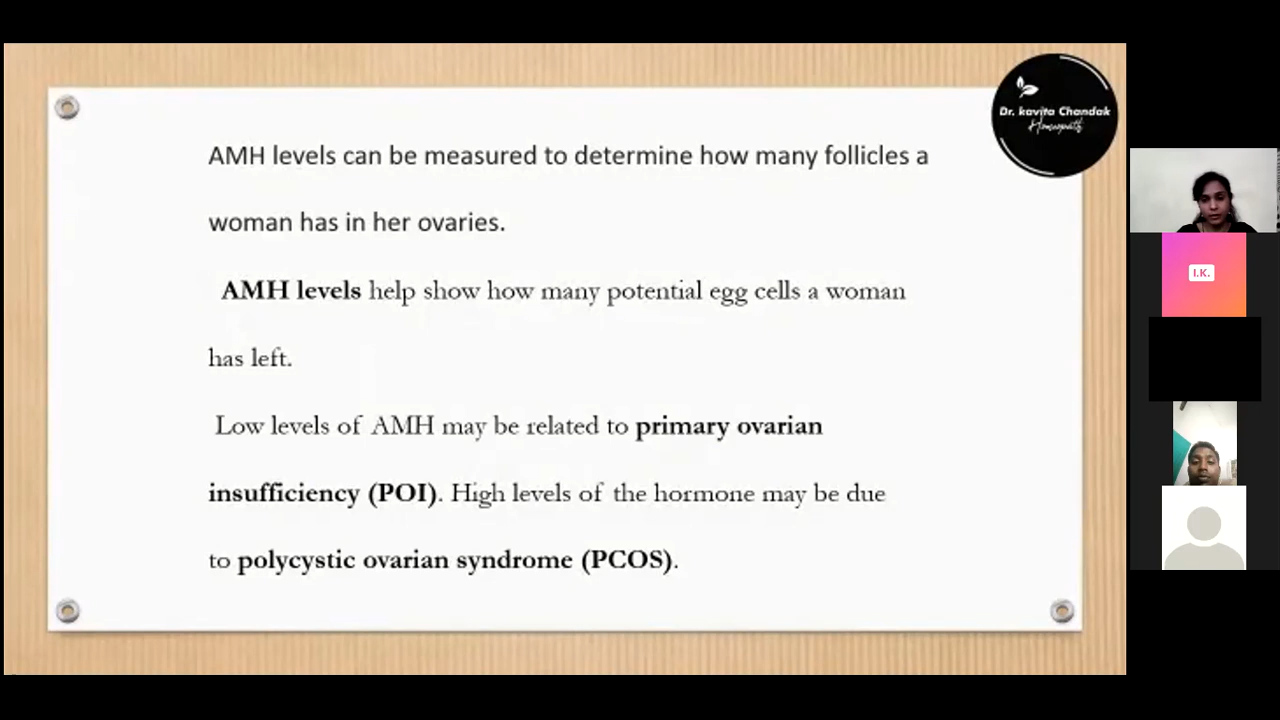 Dr. kavita Chandak
Homeopath
AMH levels can be measured to determine how many follicles a
woman has in her ovaries.
AMH levels help show how many potential egg cells a woman
has left.
Low levels of AMH may be related to primary ovarian
insufficiency (POI). High levels of the hormone may be due
to polycystic ovarian syndrome (PCOS).
I.K.